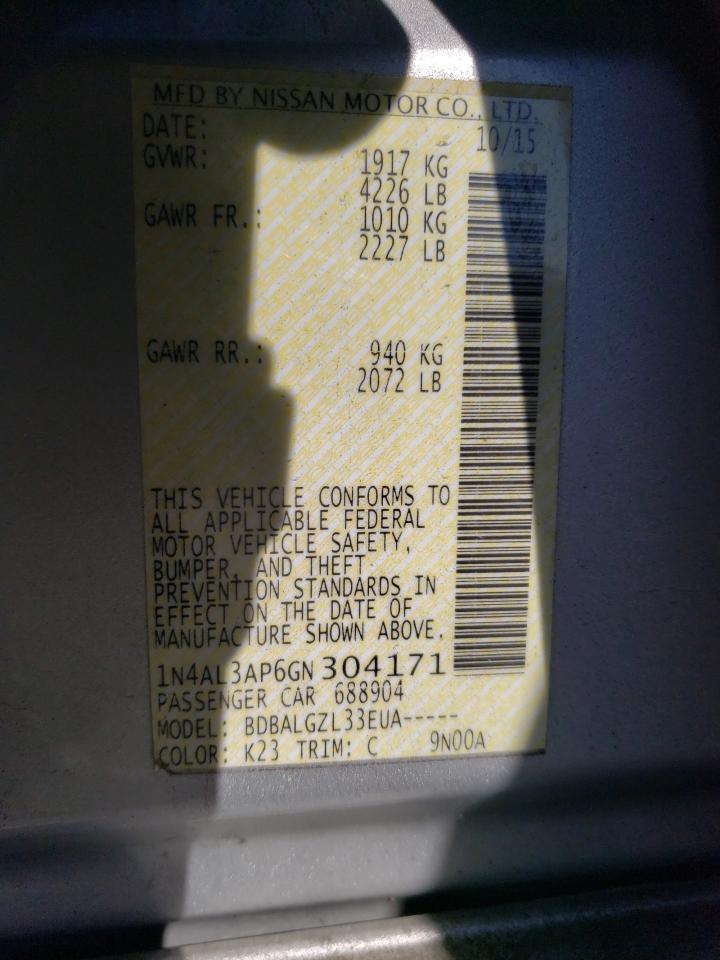 MFD BY NISSAN MOTOR CO., LTD.
DATE: 10/15
GVWR: 1917 KG
4226 LB
GAWR FR.: 1010 KG
2227 LB
GAWR RR.: 940 KG
2072 LB
THIS VEHICLE CONFORMS TO
ALL APPLICABLE FEDERAL
MOTOR VEHICLE SAFETY,
BUMPER, AND THEFT
PREVENTION STANDARDS IN
EFFECT ON THE DATE OF
MANUFACTURE SHOWN ABOVE.
1N4AL3AP6GN 304171
PASSENGER CAR 688904
MODEL: BDBALGZL33EUA-----
COLOR: K23 TRIM: C 9N00A